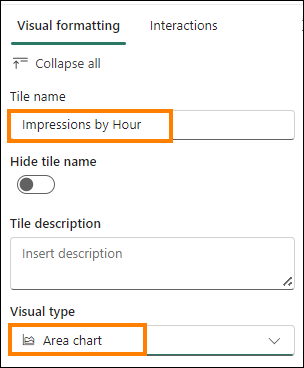 Visual formatting Interactions
Collapse all
Tile name
Impressions by Hour
Hide tile name
Tile description
Insert description
Visual type
Area chart